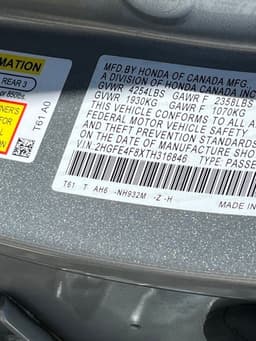 MATION
REAR 3
T61 A0
MFD BY HONDA OF CANADA MFG.
A DIVISION OF HONDA CANADA INC
GVWR 4254LBS GAWR F 2358LBS
GVWR 1930KG GAWR F 1070KG
THIS VEHICLE CONFORMS TO
FEDERAL MOTOR VEHICLE SAFETY
AND THEFT PREVENTION STANDARDS
ON THE DATE OF MANUFACTURE SHO
VIN:2HGFE4F8XTH316846 TYPE PASSE
T61 T AH6 -NH932M -Z -H
MADE IN